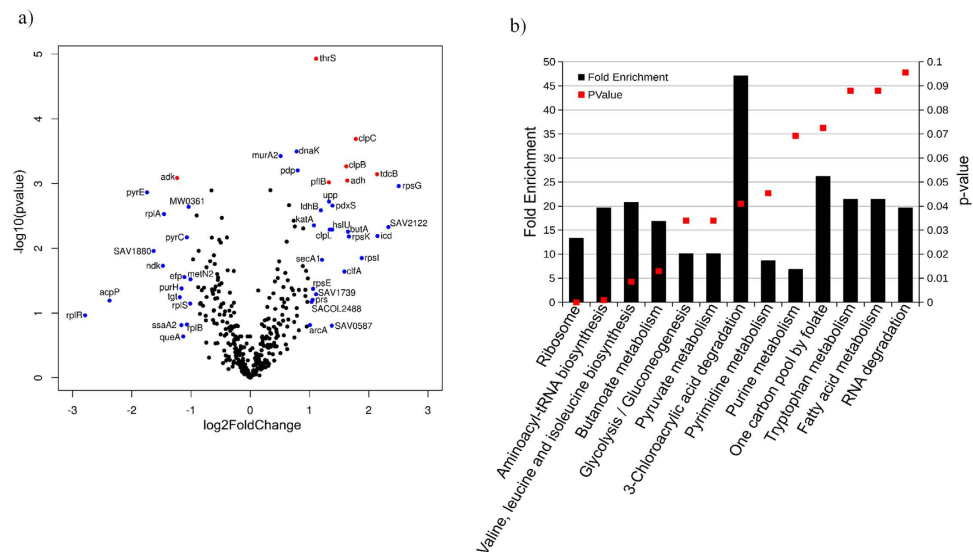 a)
5
4
3
2
1
0
-log10(pvalue)
-3
-2
-1
0
1
2
3
log2FoldChange
thrS
clpC
dnaK
murA2
clpB
pdp
tdcB
adk
pflB
adh
rpsG
pyrE
upp
MW0361
ldhB
pdxS
rplA
katA
hslU
butA
SAV2122
clpL
rpsK
icd
pyrC
SAV1880
secA1
rpsI
ndk
clfA
efp
metN2
purH
rpsE
SAV1739
tgt
prs
rplS
SACOL2488
acpP
rplR
ssaA2
rplB
arcA
SAV0587
queA
b)
Fold Enrichment
PValue
50
45
40
35
30
25
20
15
10
5
0
Fold Enrichment
0.1
0.09
0.08
0.07
0.06
0.05
0.04
0.03
0.02
0.01
0
p-value
Ribosome
Aminoacyl-tRNA biosynthesis
Valine, leucine and isoleucine biosynthesis
Butanoate metabolism
Glycolysis / Gluconeogenesis
Pyruvate metabolism
3-Chloroacrylic acid degradation
Pyrimidine metabolism
Purine metabolism
One carbon pool by folate
Tryptophan metabolism
Fatty acid metabolism
RNA degradation